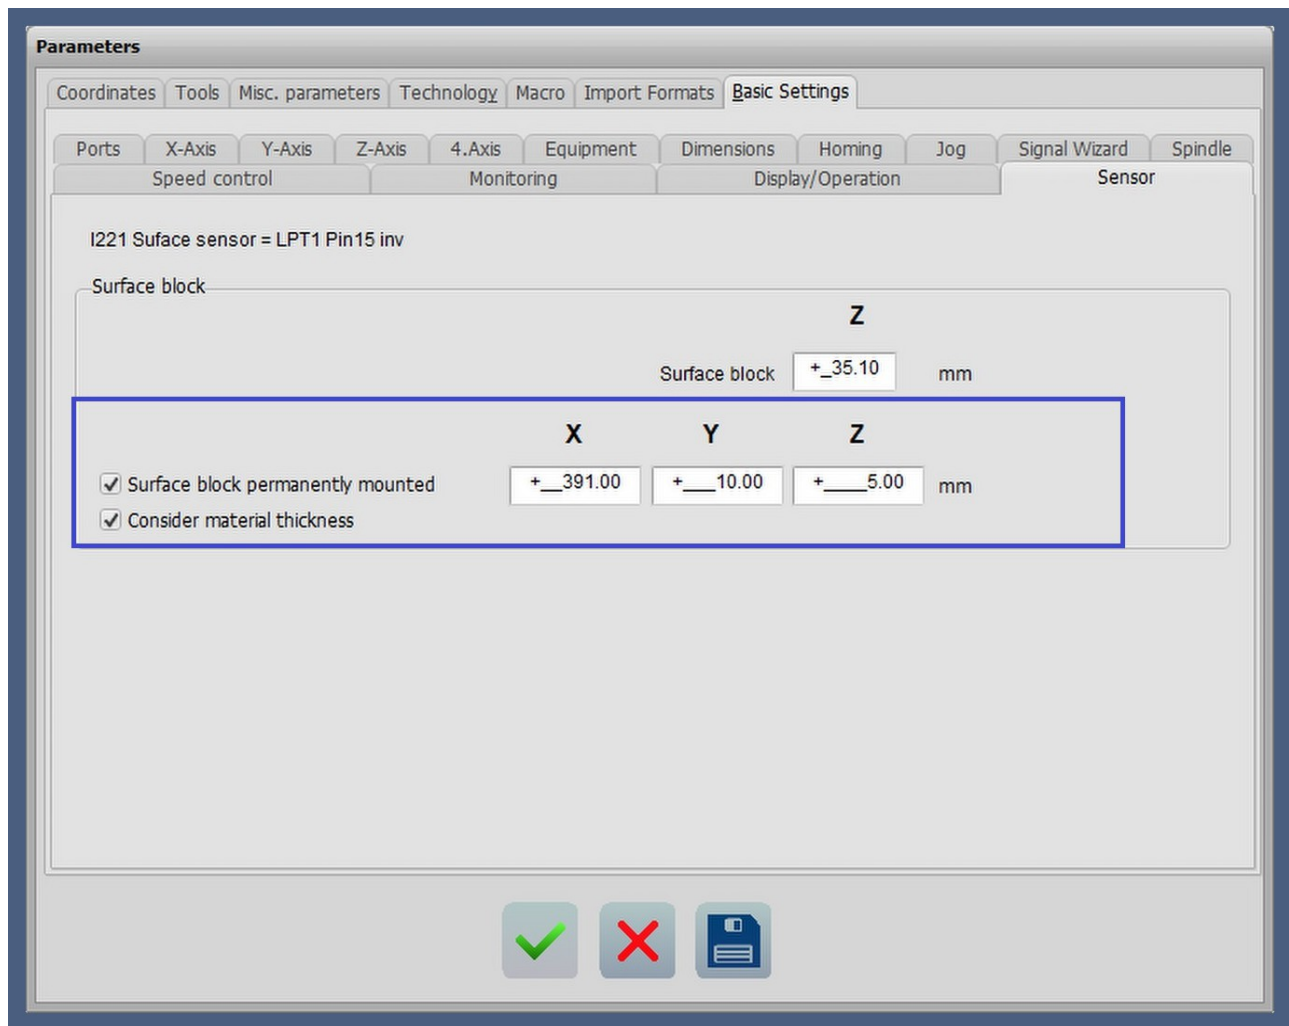 Parameters
Coordinates Tools Misc. parameters Technology Macro Import Formats Basic Settings
Ports X-Axis Y-Axis Z-Axis 4.Axis Equipment Dimensions Homing Jog Signal Wizard Spindle
Speed control Monitoring Display/Operation Sensor
I221 Suface sensor = LPT1 Pin15 inv
Surface block
Z
Surface block +_35.10 mm
X Y Z
Surface block permanently mounted +__391.00 +___10.00 +____5.00 mm
Consider material thickness